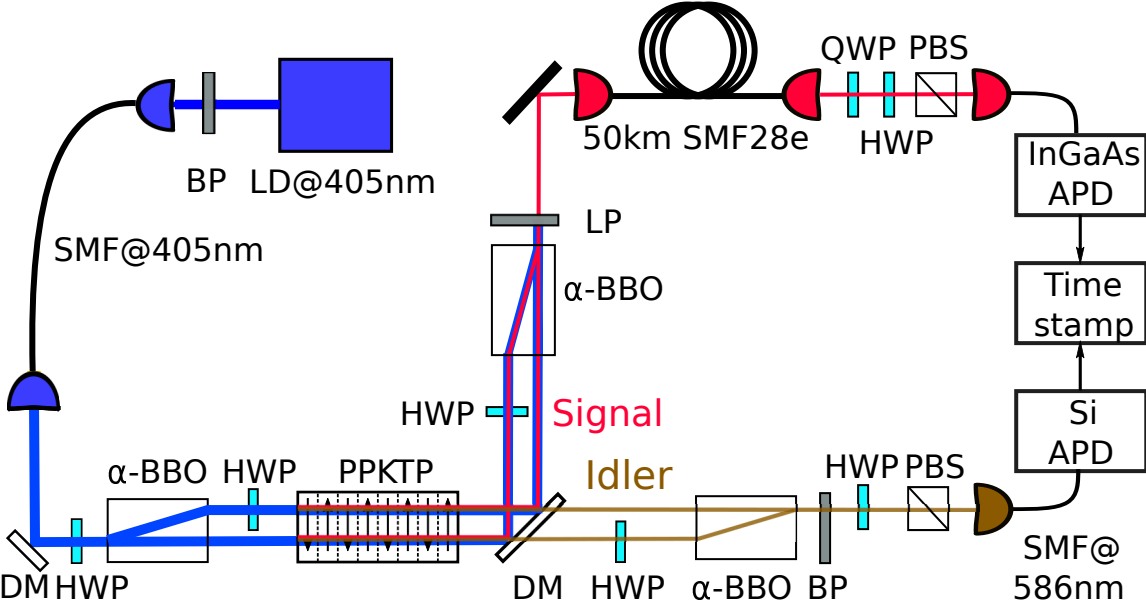 QWP PBS
50km SMF28e
HWP
BP
LD@405nm
InGaAs
APD
LP
SMF@405nm
α-BBO
Time
stamp
HWP
Signal
Si
APD
α-BBO
HWP
PPKTP
Idler
HWP
PBS
DM
HWP
DM
HWP
α-BBO
BP
SMF@
586nm